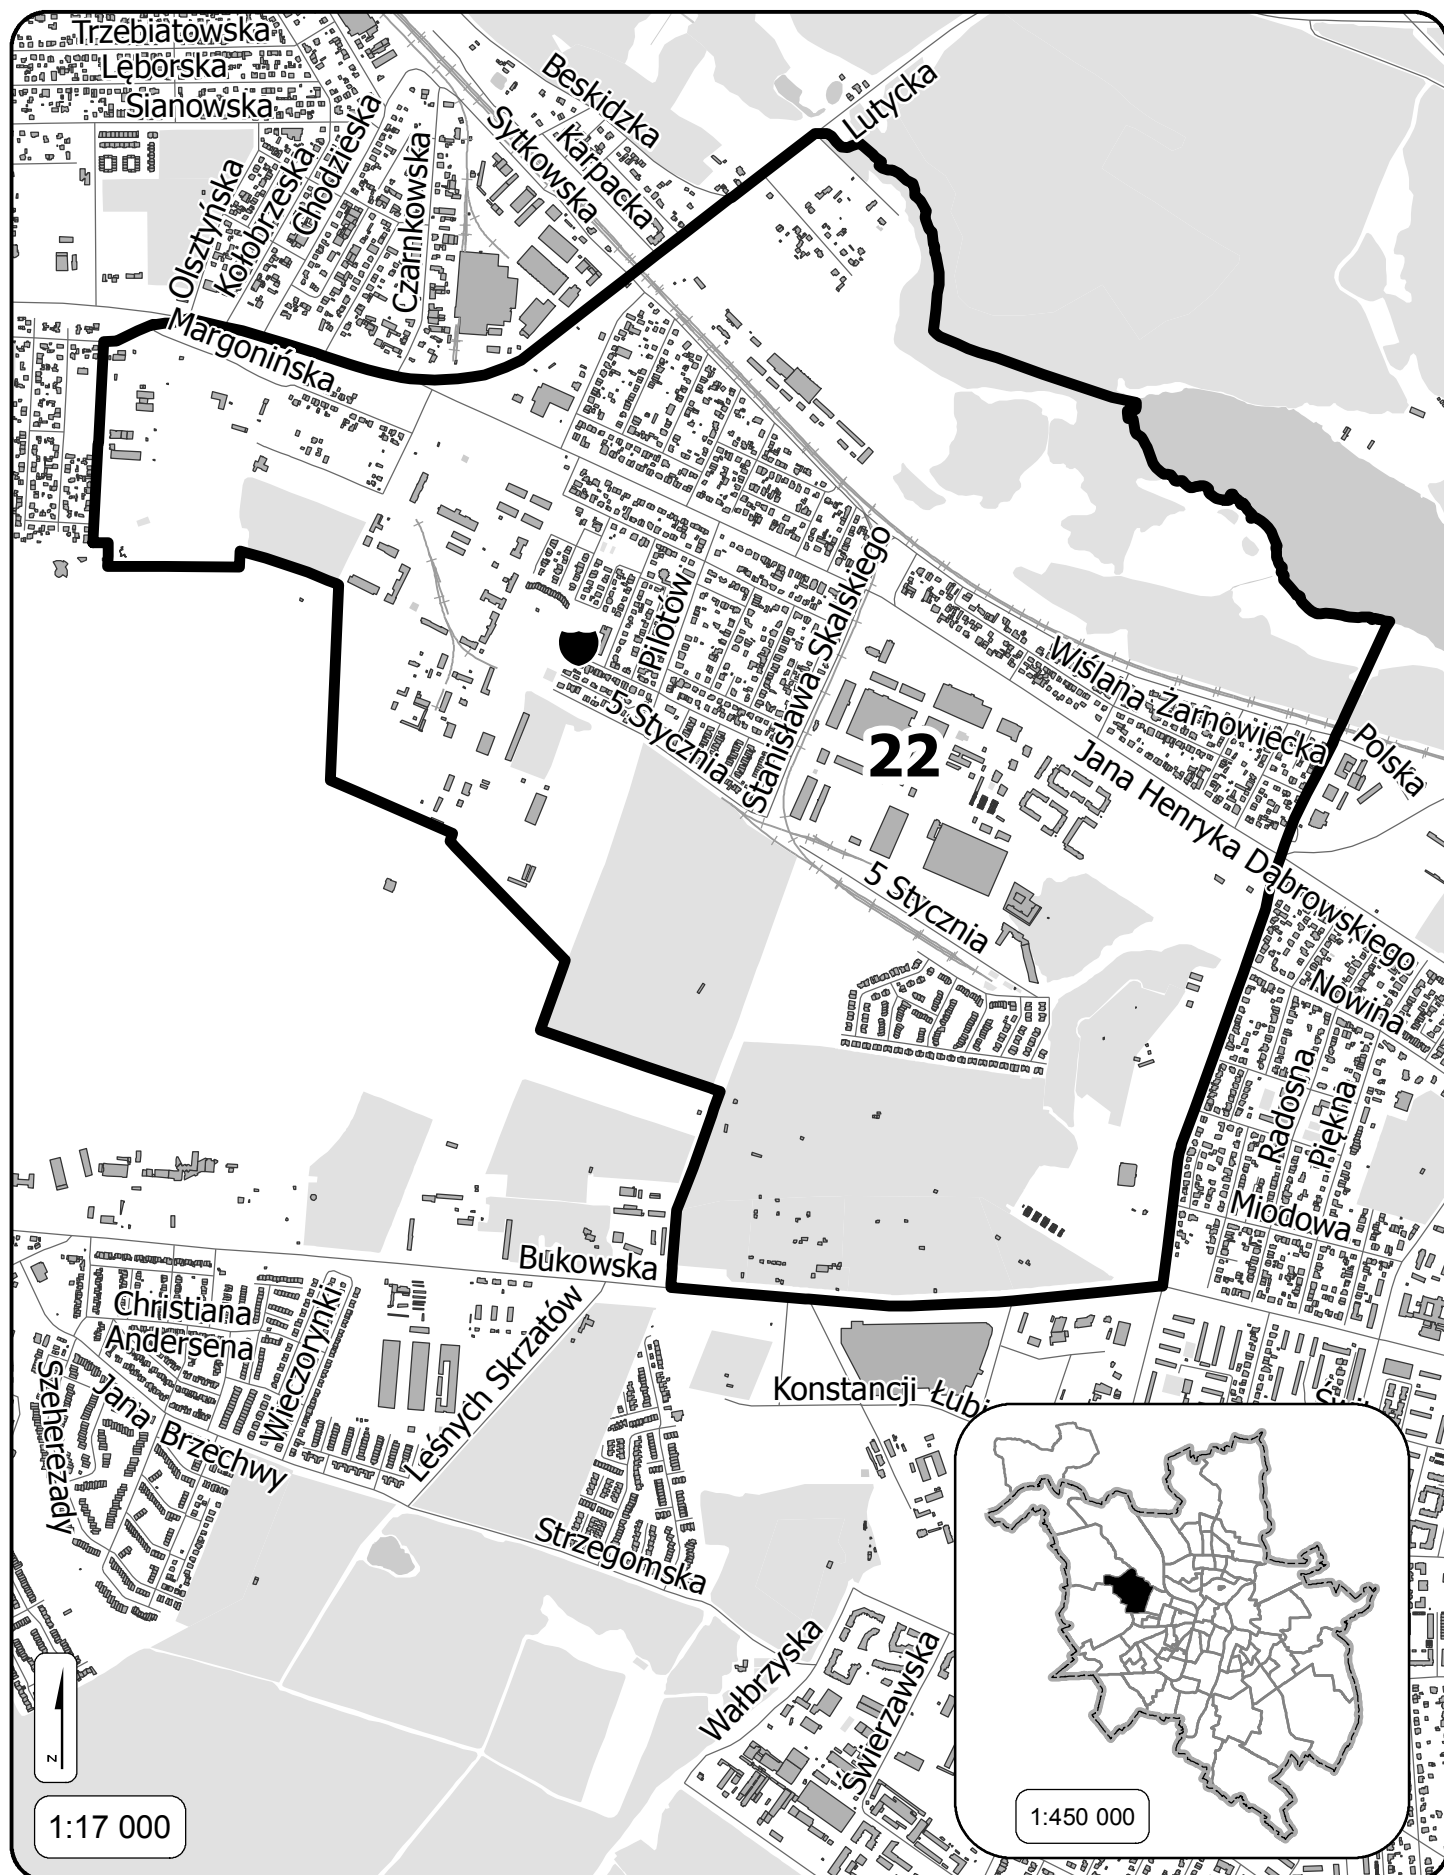 Trzebiatowska
Lęborska
Sianowska
Beskidzka
Lutycka
Karpacka
Sytkowska
Chodzieska
Czarnkowska
Kołobrzeska
Olsztyńska
Margonińska
Stanisława Skalskiego
Pilotów
5 Stycznia
22
Wiślana
Żarnowiecka
Polska
Jana Henryka Dąbrowskiego
5 Stycznia
Nowina
Radosna
Piękna
Miodowa
Bukowska
Christiana
Andersena
Wieczorynki
Leśnych Skrzatów
Szeherezady
Jana Brzechwy
Konstancji
Strzegomska
Wałbrzyska
Świerzawska
N
1:17 000
1:450 000